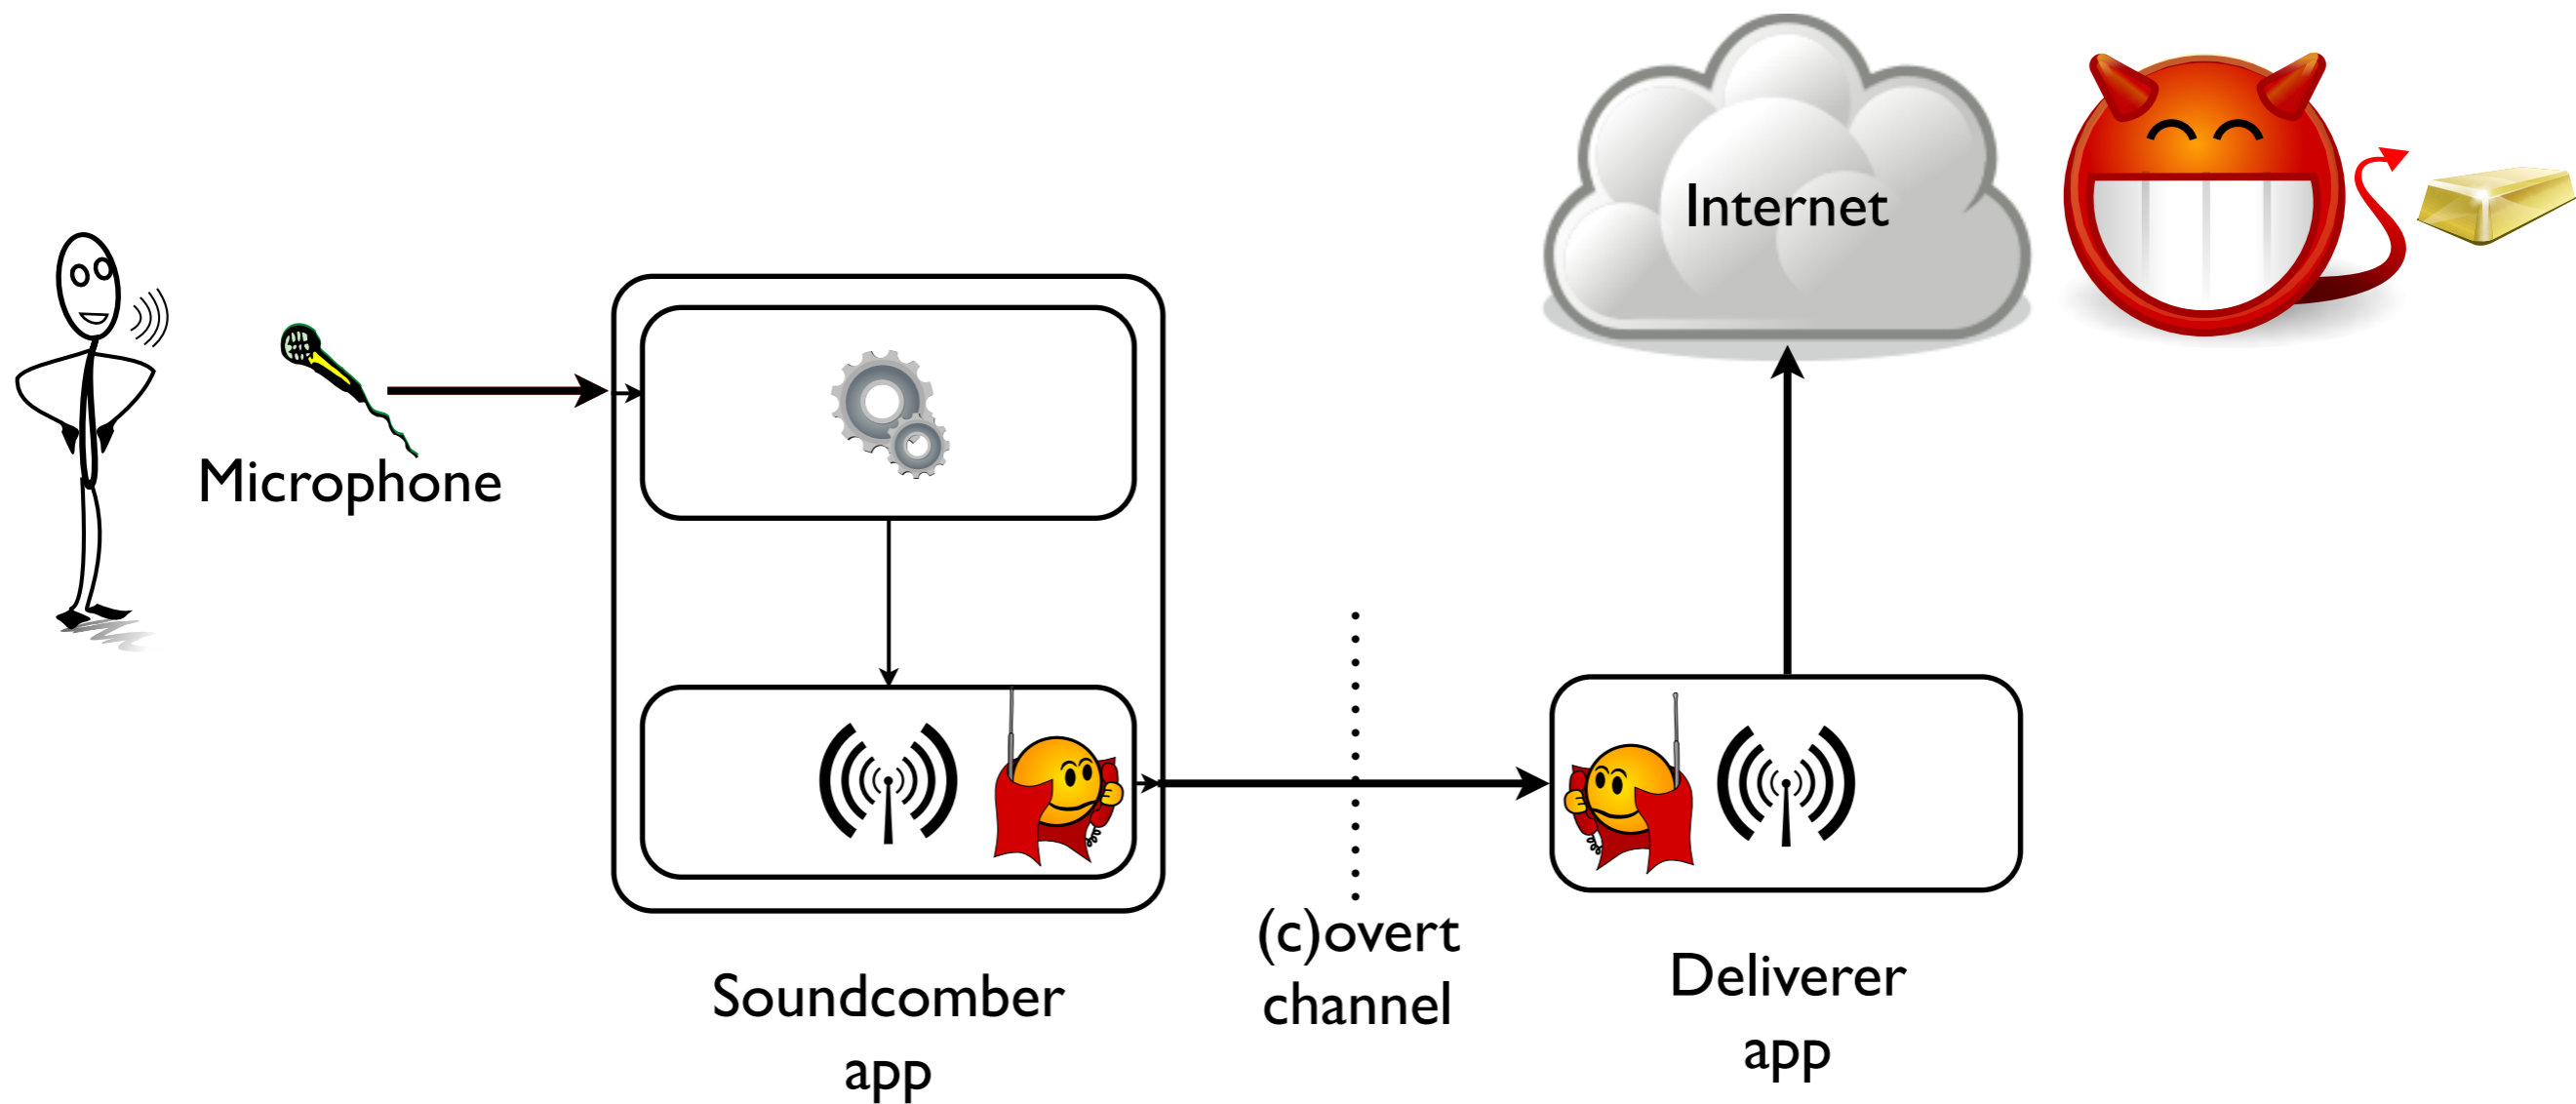 Internet
Microphone
(c)overt
channel
Soundcomber
app
Deliverer
app